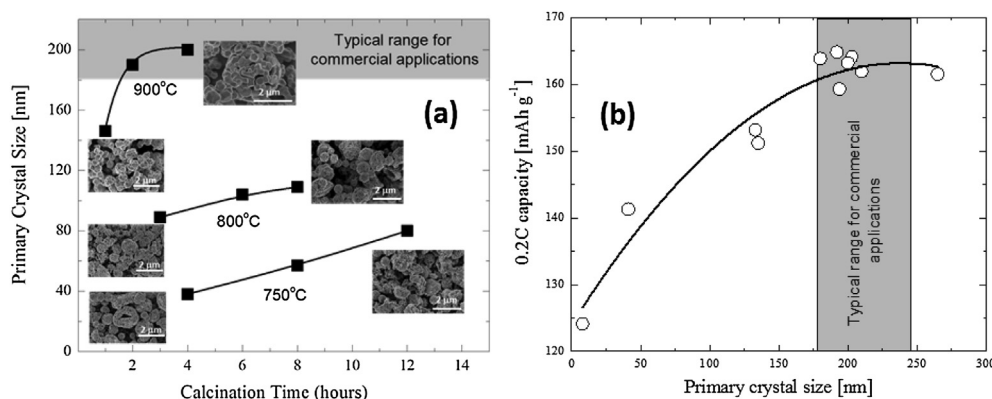 Primary Crystal Size [nm]
200
160
120
80
40
0
0
2
4
6
8
10
12
14
Calcination Time (hours)
Typical range for
commercial applications
(a)
900°C
800°C
750°C
2 µm
2 µm
2 µm
2 µm
2 µm
2 µm
0.2C capacity [mAh g⁻¹]
170
160
150
140
130
120
0
50
100
150
200
250
300
Primary crystal size [nm]
(b)
Typical range for commercial
applications